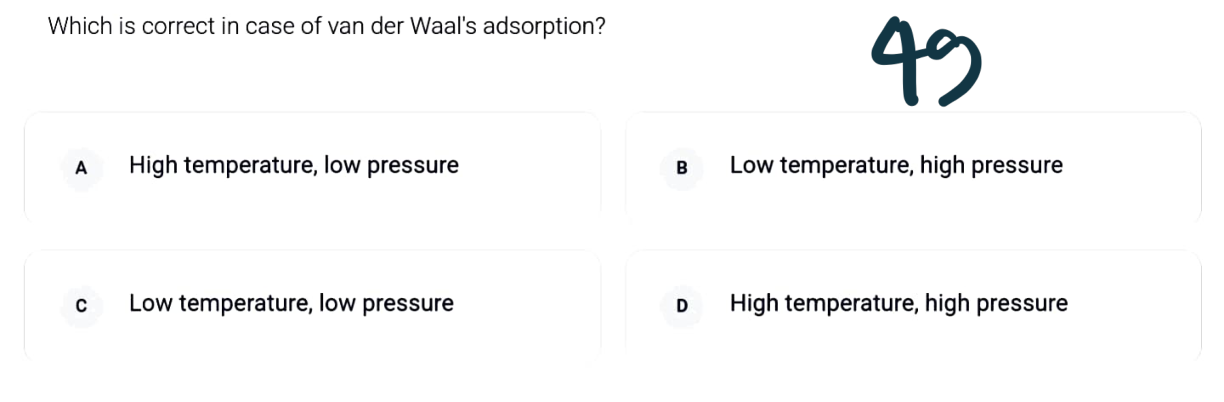 Which is correct in case of van der Waal's adsorption?
49
A High temperature, low pressure
B Low temperature, high pressure
C Low temperature, low pressure
D High temperature, high pressure